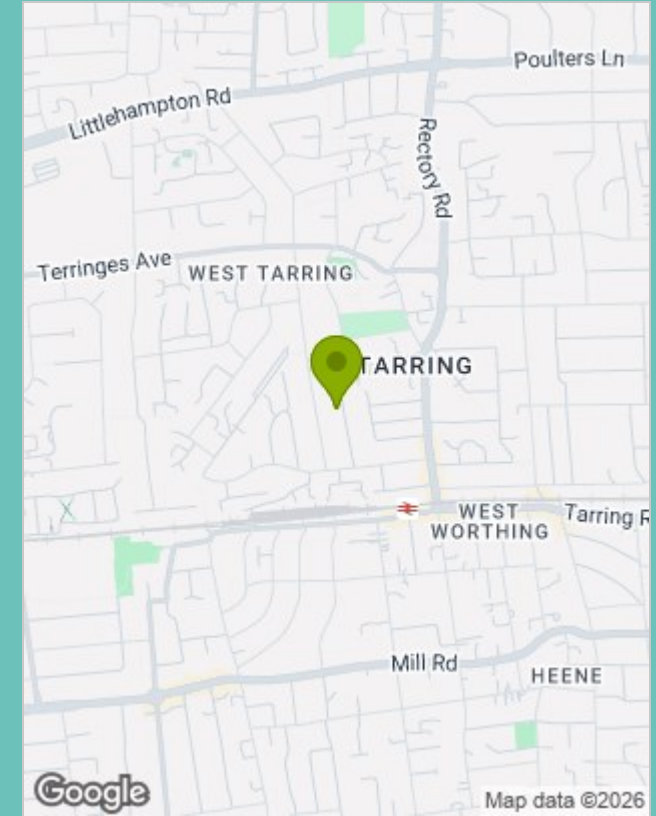 Poulters Ln
Littlehampton Rd
Rectory Rd
Terringes Ave
WEST TARRING
TARRING
WEST
WORTHING
Tarring R
Mill Rd
HEENE
Google
Map data ©2026